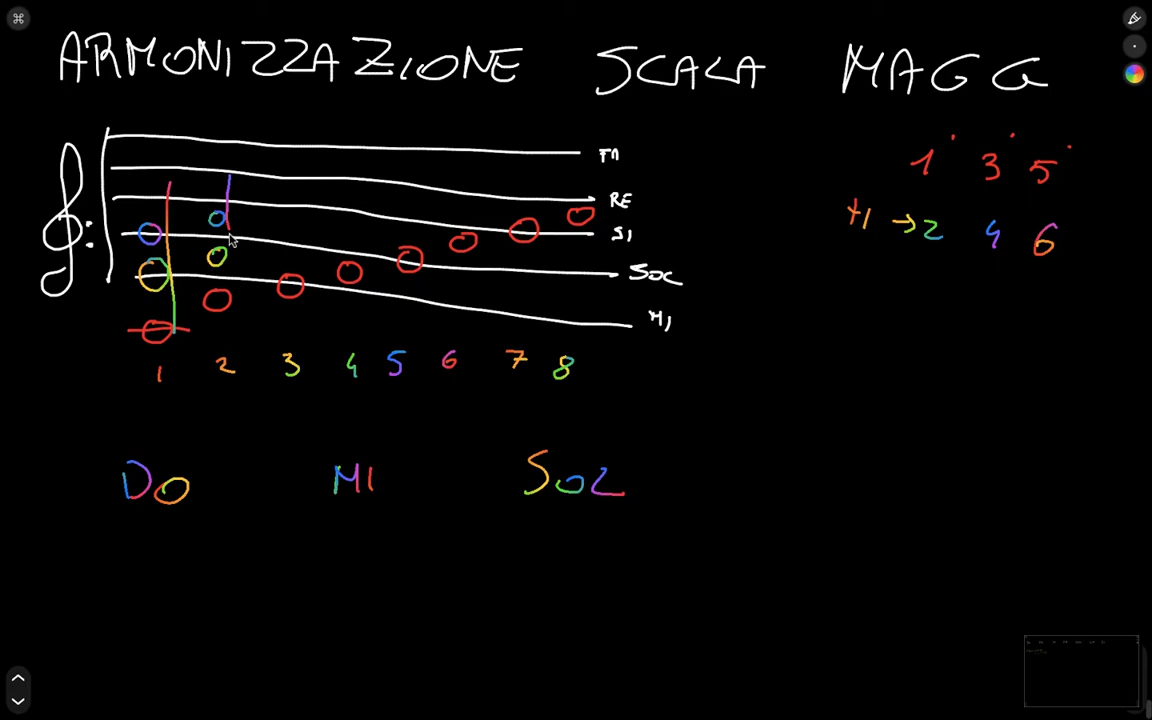 ARMONIZZAZIONE SCALA MAGG
1 3 5
+1 → 2 4 6
FA
RE
SI
SOL
MI
1 2 3 4 5 6 7 8
DO MI SOL